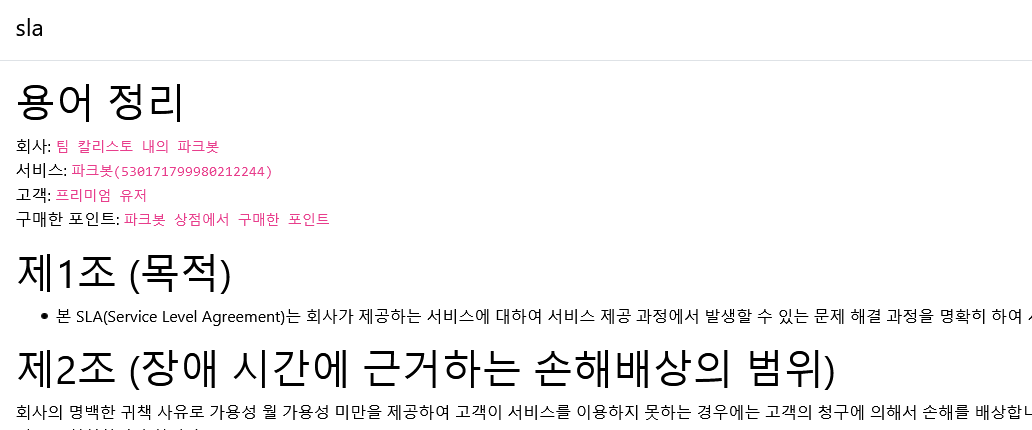 sla
용어 정리
회사: 팀 칼리스토 내의 파크봇
서비스: 파크봇(530171799980212244)
고객: 프리미엄 유저
구매한 포인트: 파크봇 상점에서 구매한 포인트
제1조 (목적)
• 본 SLA(Service Level Agreement)는 회사가 제공하는 서비스에 대하여 서비스 제공 과정에서 발생할 수 있는 문제 해결 과정을 명확히 하여
제2조 (장애 시간에 근거하는 손해배상의 범위)
회사의 명백한 귀책 사유로 가용성 월 가용성 미만을 제공하여 고객이 서비스를 이용하지 못하는 경우에는 고객의 청구에 의해서 손해를